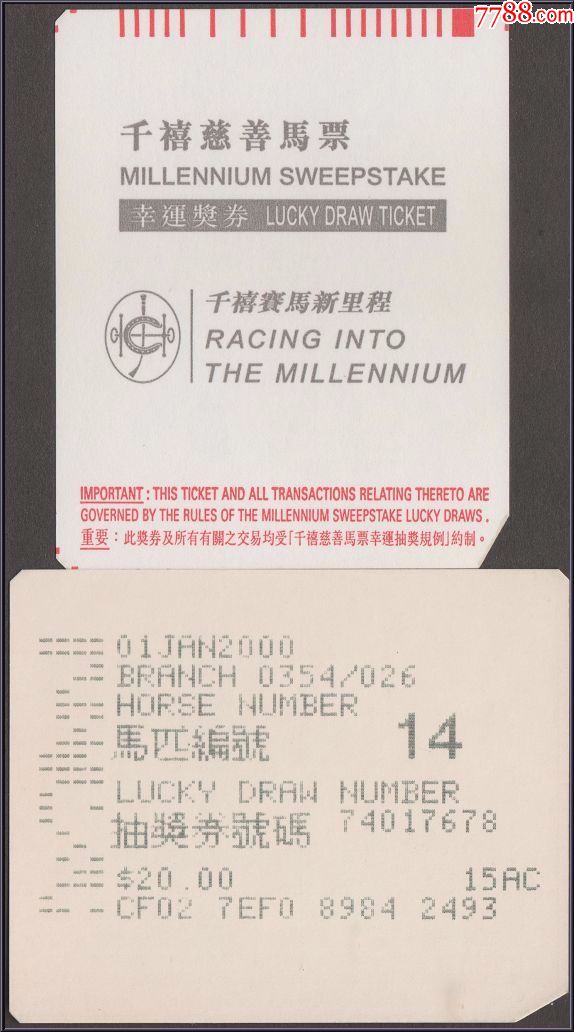 7788.com
千禧慈善馬票
MILLENNIUM SWEEPSTAKE
幸運獎券 LUCKY DRAW TICKET
千禧賽馬新里程
RACING INTO
THE MILLENNIUM
IMPORTANT : THIS TICKET AND ALL TRANSACTIONS RELATING THERETO ARE
GOVERNED BY THE RULES OF THE MILLENNIUM SWEEPSTAKE LUCKY DRAWS.
重要：此獎券及所有有關之交易均受「千禧慈善馬票幸運抽獎規例」約制。
01JAN2000
BRANCH 0354/026
HORSE NUMBER
馬匹編號 14
LUCKY DRAW NUMBER
抽獎券號碼 74017678
$20.00 15AC
CF02 7EF0 8984 2493